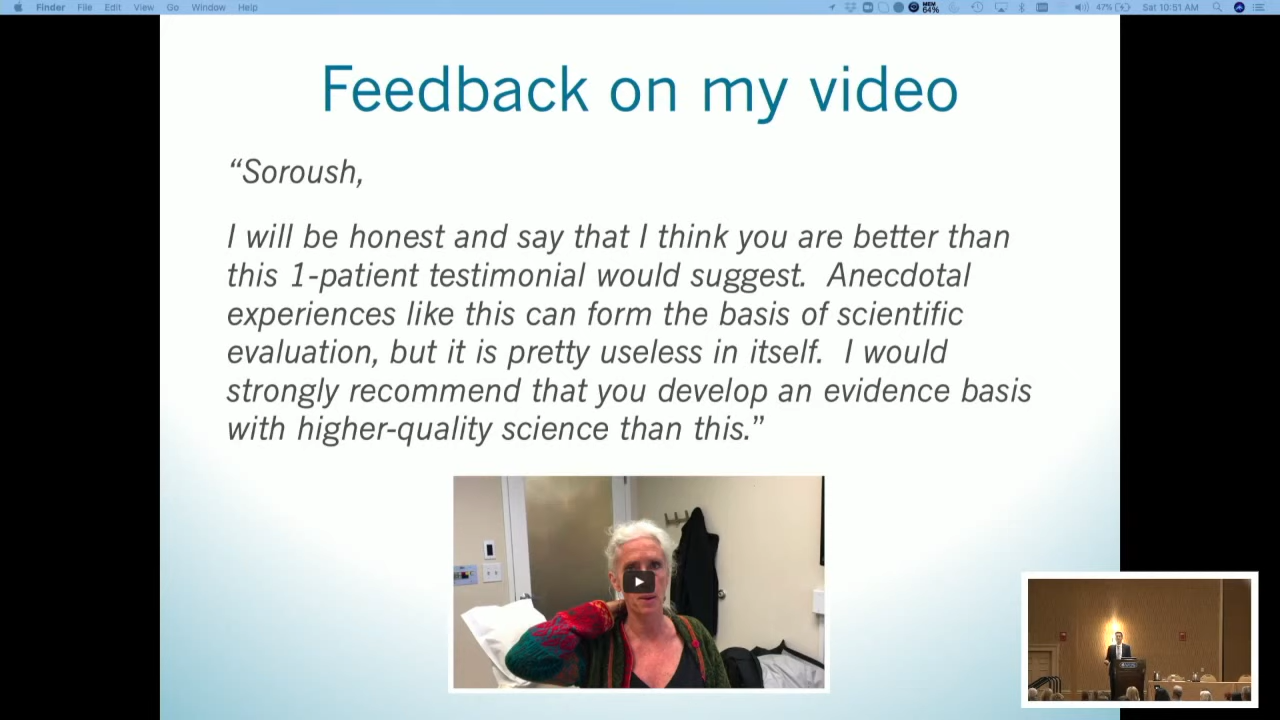 Finder File Edit View Go Window Help MEM 64% 47% Sat 10:51 AM
Feedback on my video
“Soroush,
I will be honest and say that I think you are better than
this 1-patient testimonial would suggest.  Anecdotal
experiences like this can form the basis of scientific
evaluation, but it is pretty useless in itself.  I would
strongly recommend that you develop an evidence basis
with higher-quality science than this.”